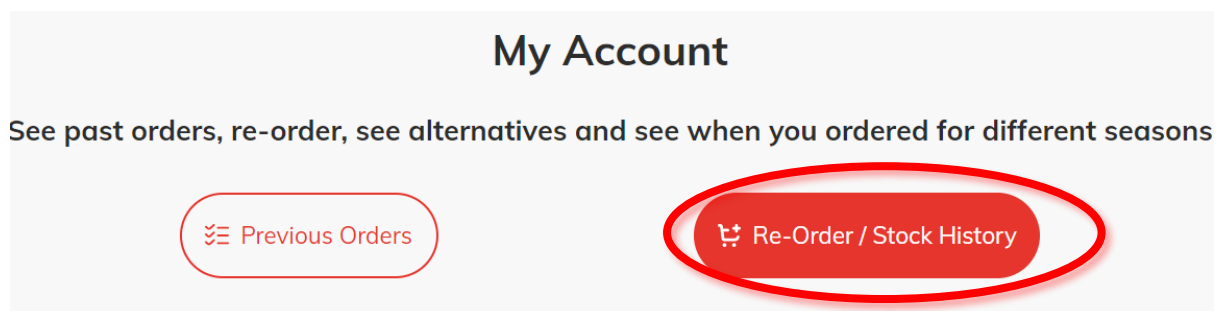 My Account
See past orders, re-order, see alternatives and see when you ordered for different seasons
Previous Orders
Re-Order / Stock History